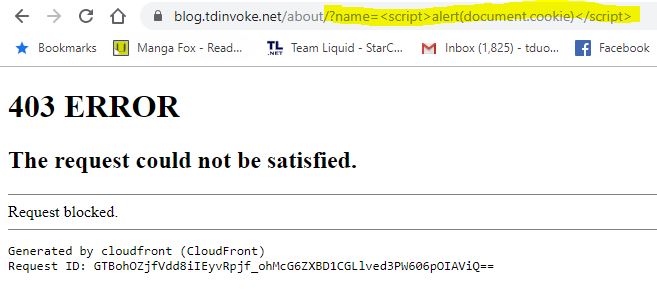 blog.tdinvoke.net/about/?name=<script>alert(document.cookie)</script>
Bookmarks Manga Fox - Read... TL .NET Team Liquid - StarC... Inbox (1,825) - tduo... Facebook
403 ERROR
The request could not be satisfied.
Request blocked.
Generated by cloudfront (CloudFront)
Request ID: GTBohOZjfVdd8iIEyvRpjf_ohMcG6ZXBD1CGLlved3PW606pOIAViQ==